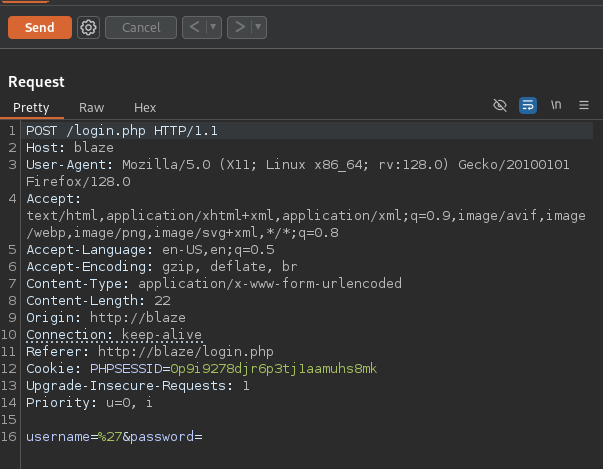 Send Cancel < >
Request
Pretty Raw Hex \n
1 POST /login.php HTTP/1.1
2 Host: blaze
3 User-Agent: Mozilla/5.0 (X11; Linux x86_64; rv:128.0) Gecko/20100101
Firefox/128.0
4 Accept:
text/html,application/xhtml+xml,application/xml;q=0.9,image/avif,image
/webp,image/png,image/svg+xml,*/*;q=0.8
5 Accept-Language: en-US,en;q=0.5
6 Accept-Encoding: gzip, deflate, br
7 Content-Type: application/x-www-form-urlencoded
8 Content-Length: 22
9 Origin: http://blaze
10 Connection: keep-alive
11 Referer: http://blaze/login.php
12 Cookie: PHPSESSID=0p9i9278djr6p3tj1aamuhs8mk
13 Upgrade-Insecure-Requests: 1
14 Priority: u=0, i
15
16 username=%27&password=